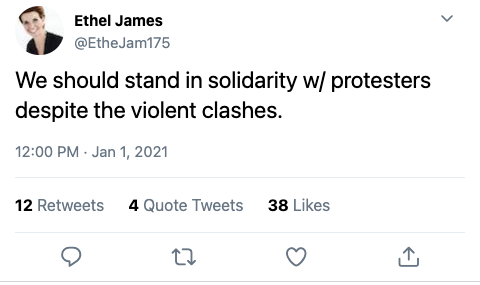 Ethel James
@EtheJam175
We should stand in solidarity w/ protesters
despite the violent clashes.
12:00 PM · Jan 1, 2021
12 Retweets 4 Quote Tweets 38 Likes